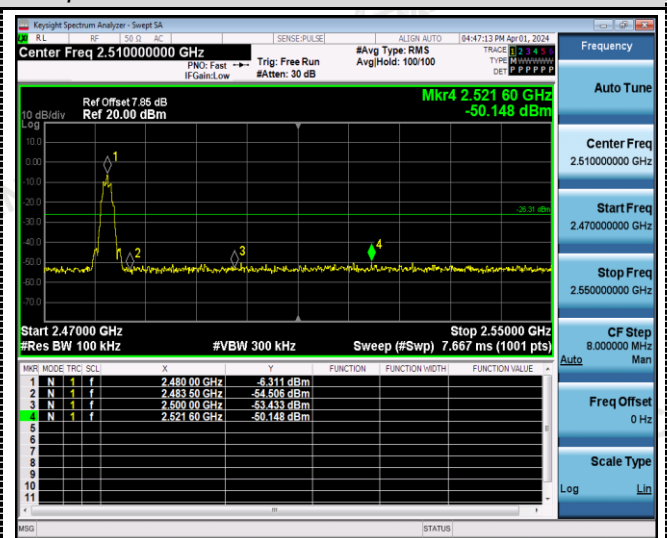 Keysight Spectrum Analyzer - Swept SA
RL RF 50 Ω AC SENSE:PULSE ALIGN AUTO 04:47:13 PM Apr 01, 2024
Center Freq 2.510000000 GHz
PNO: Fast
IFGain:Low
Trig: Free Run
#Atten: 30 dB
#Avg Type: RMS
Avg|Hold: 100/100
TRACE 1 2 3 4 5 6
TYPE M W W W W W
DET P P P P P P
Frequency
Mkr4 2.521 60 GHz
-50.148 dBm
Ref Offset 7.85 dB
10 dB/div Ref 20.00 dBm
Log
10.0
0.00
-10.0
-20.0
-30.0
-40.0
-50.0
-60.0
-70.0
1
2
3
4
-26.31 dBm
Start 2.47000 GHz Stop 2.55000 GHz
#Res BW 100 kHz #VBW 300 kHz Sweep (#Swp) 7.667 ms (1001 pts)
MKR MODE TRC SCL X Y FUNCTION FUNCTION WIDTH FUNCTION VALUE
1 N 1 f 2.480 00 GHz -6.311 dBm
2 N 1 f 2.483 50 GHz -54.506 dBm
3 N 1 f 2.500 00 GHz -53.433 dBm
4 N 1 f 2.521 60 GHz -50.148 dBm
5
6
7
8
9
10
11
MSG STATUS
Auto Tune
Center Freq
2.510000000 GHz
Start Freq
2.470000000 GHz
Stop Freq
2.550000000 GHz
CF Step
8.000000 MHz
Auto Man
Freq Offset
0 Hz
Scale Type
Log Lin